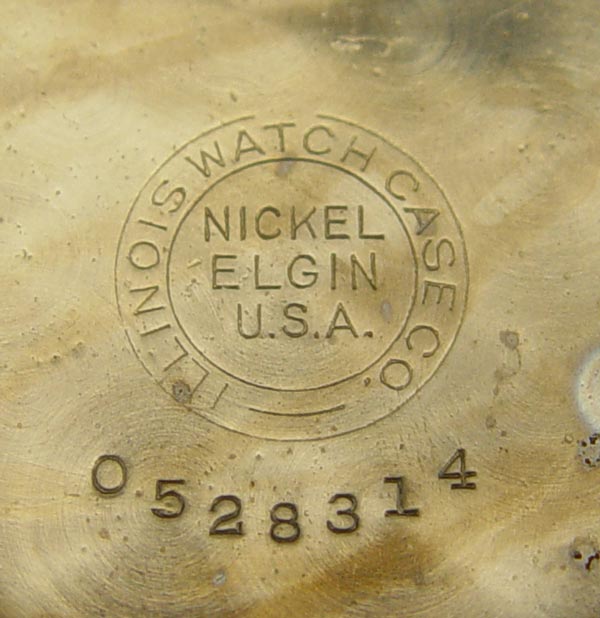 ILLINOIS WATCH CASE CO.
NICKEL
ELGIN
U.S.A.
0528314